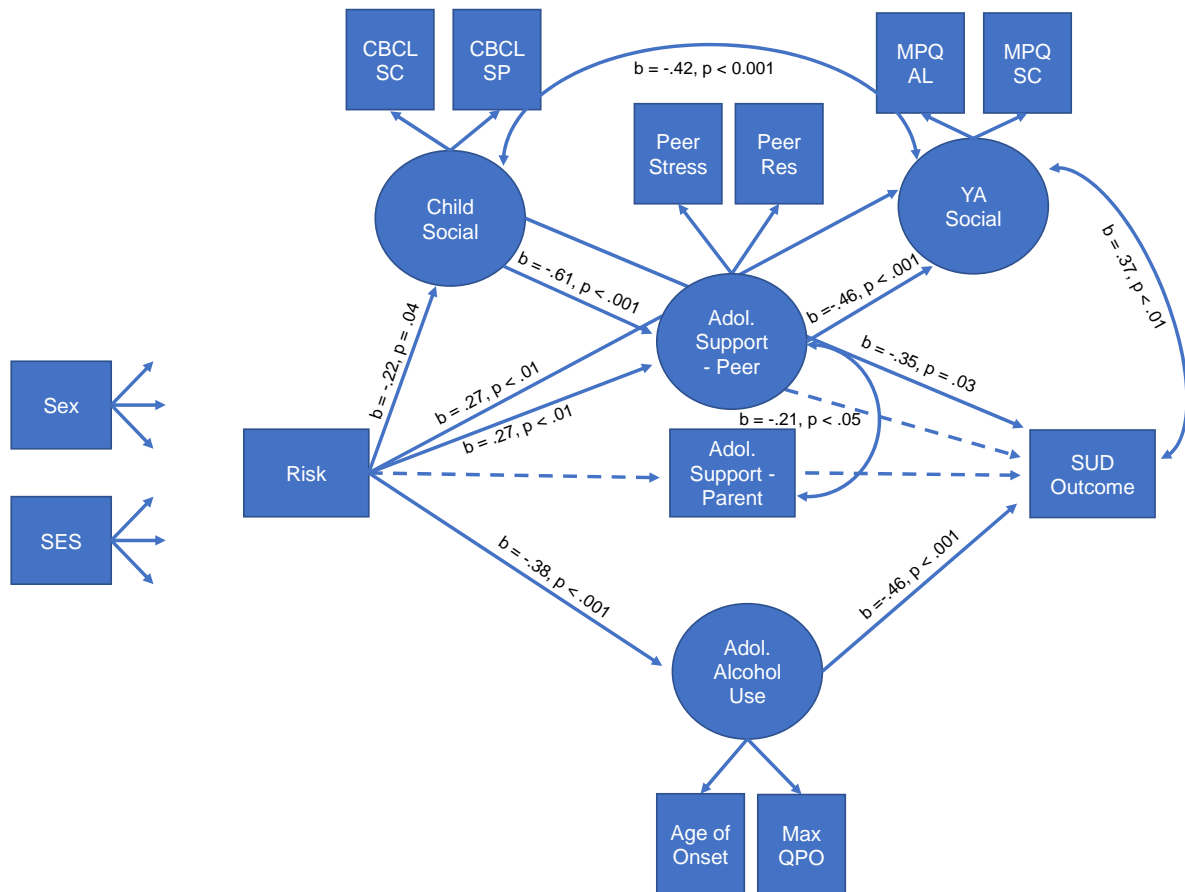 CBCL
SC
CBCL
SP
b = -.42, p < 0.001
MPQ
AL
MPQ
SC
Peer
Stress
Peer
Res
Child
Social
YA
Social
b = -.61, p < .001
b =-.46, p < .001
b = .37, p < .01
Adol.
Support
- Peer
b = -.22, p = .04
b = .27, p < .01
b = .27, p < .01
b = -.35, p = .03
b = -.21, p < .05
Sex
Risk
Adol.
Support -
Parent
SUD
Outcome
SES
b = -.38, p < .001
b =-.46, p < .001
Adol.
Alcohol
Use
Age of
Onset
Max
QPO